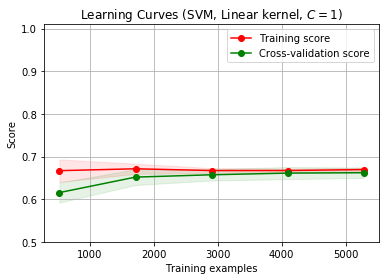 Learning Curves (SVM, Linear kernel, C = 1)
Training score
Cross-validation score
Score
1.0
0.9
0.8
0.7
0.6
0.5
1000 2000 3000 4000 5000
Training examples